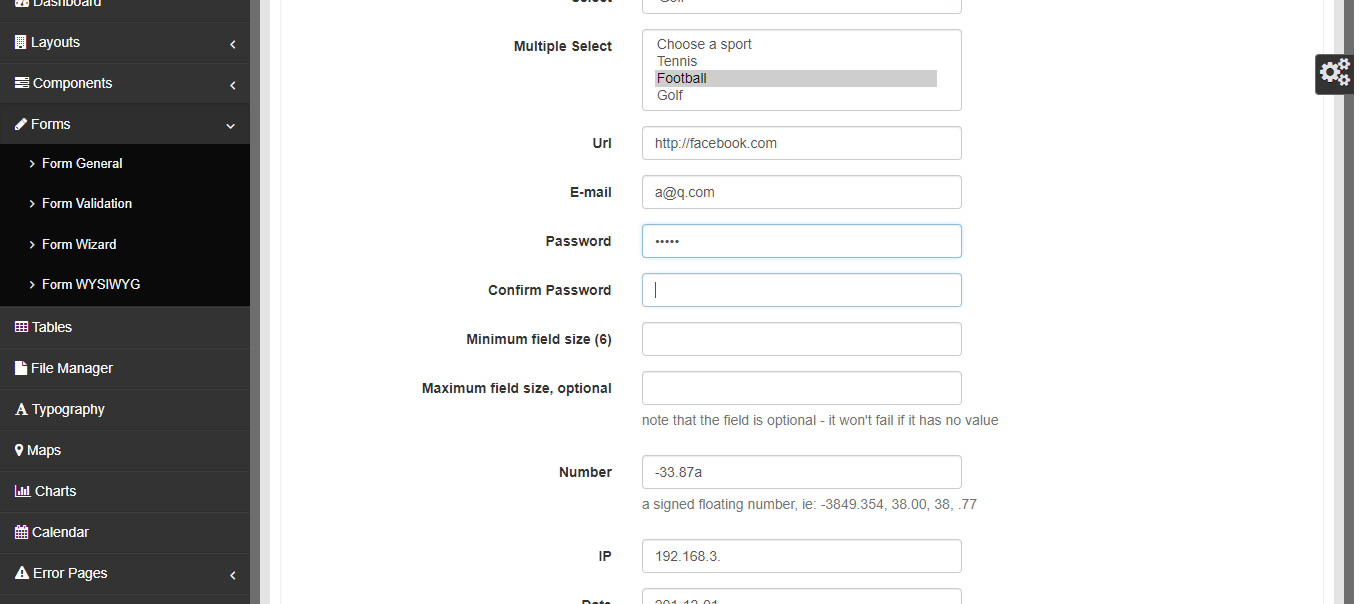 Dashboard
Layouts
Components
Forms
Form General
Form Validation
Form Wizard
Form WYSIWYG
Tables
File Manager
Typography
Maps
Charts
Calendar
Error Pages
Select
Golf
Multiple Select
Choose a sport
Tennis
Football
Golf
Url
http://facebook.com
E-mail
a@q.com
Password
•••••
Confirm Password
Minimum field size (6)
Maximum field size, optional
note that the field is optional - it won't fail if it has no value
Number
-33.87a
a signed floating number, ie: -3849.354, 38.00, 38, .77
IP
192.168.3.
Date
201-12-01